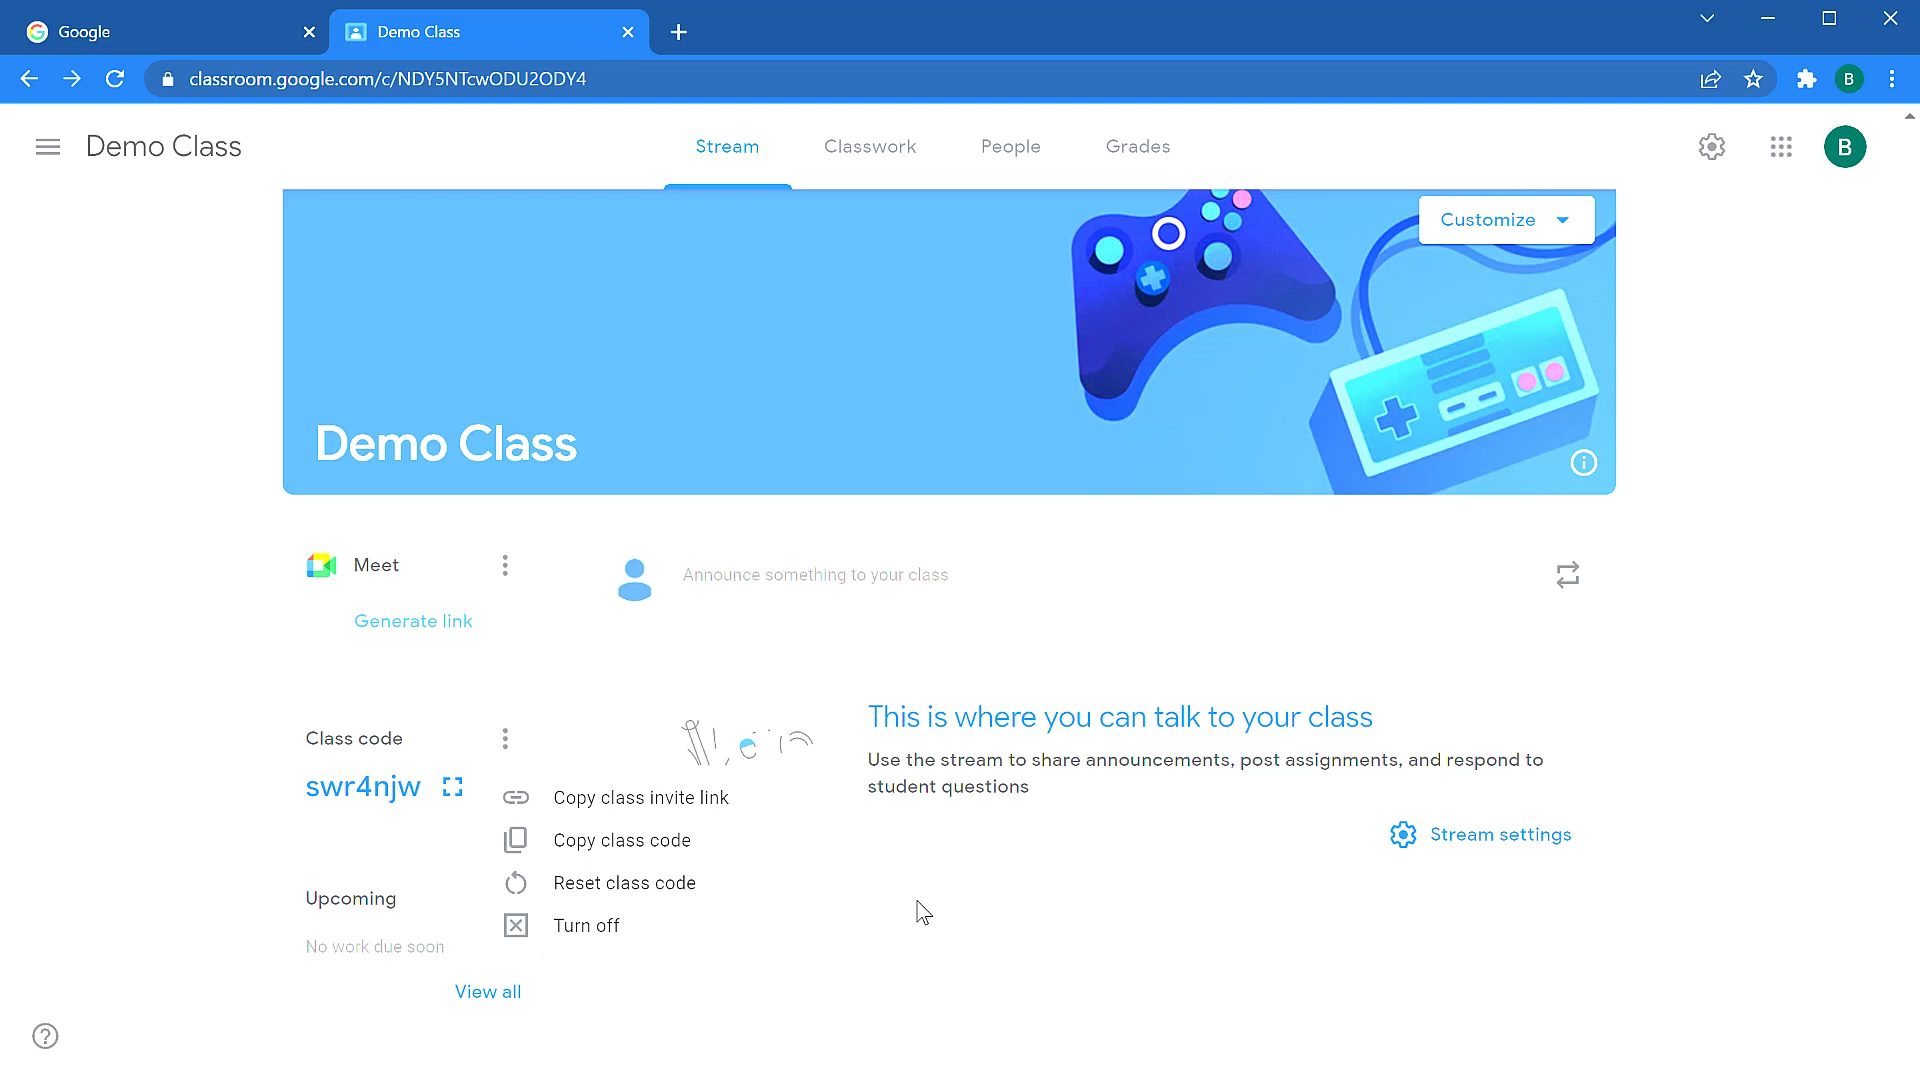 Google
Demo Class
classroom.google.com/c/NDY5NTcwODU2ODY4
B
Demo Class
Stream
Classwork
People
Grades
B
Customize
Demo Class
Meet
Generate link
Announce something to your class
Class code
swr4njw
Copy class invite link
Copy class code
Reset class code
Turn off
This is where you can talk to your class
Use the stream to share announcements, post assignments, and respond to
student questions
Stream settings
Upcoming
No work due soon
View all